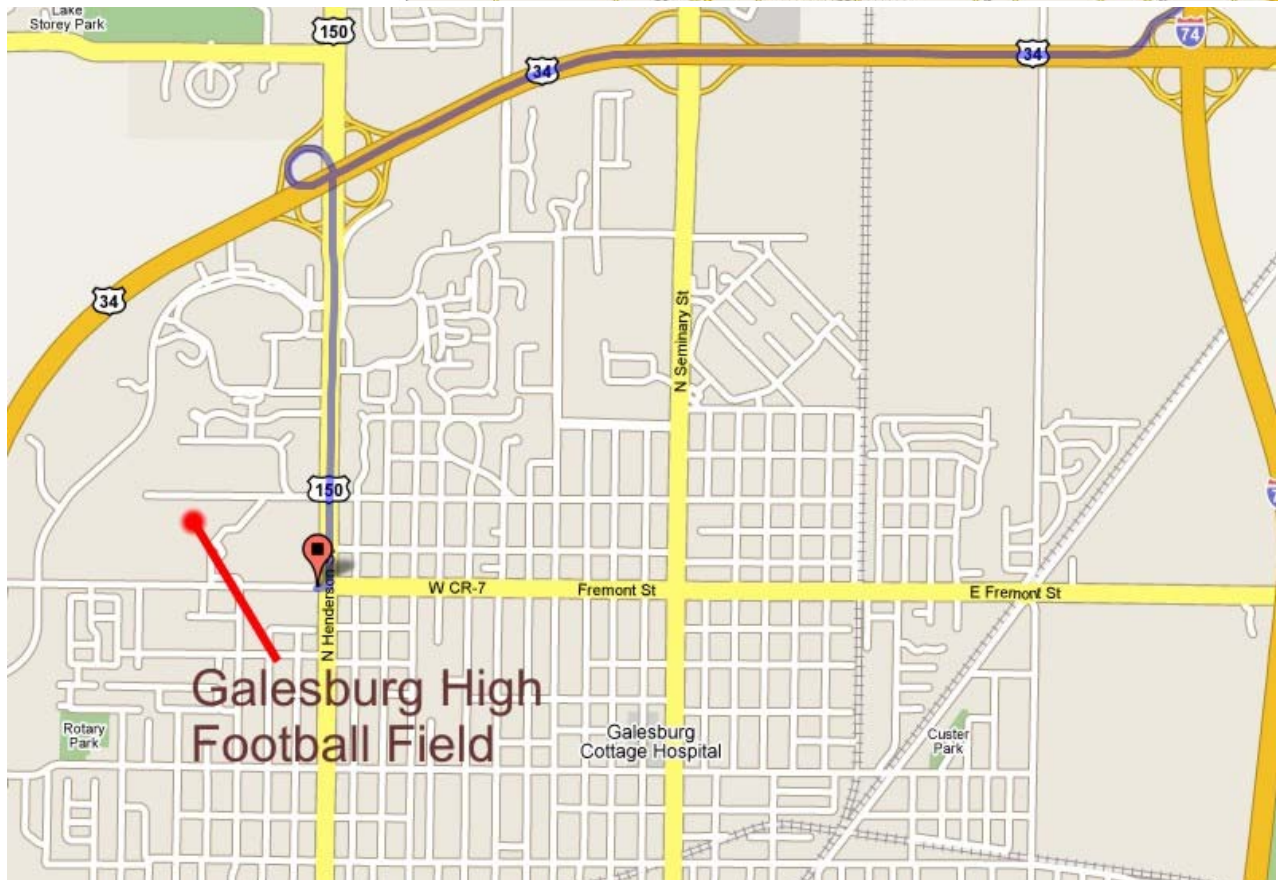 Lake
Storey Park
150
74
34
34
34
N Seminary St
150
7
W CR-7
Fremont St
E Fremont St
N Henderson
Galesburg High
Football Field
Rotary
Park
Galesburg
Cottage Hospital
Custer
Park